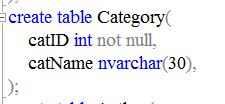 create table Category(
catID int not null,
catName nvarchar(30),
);